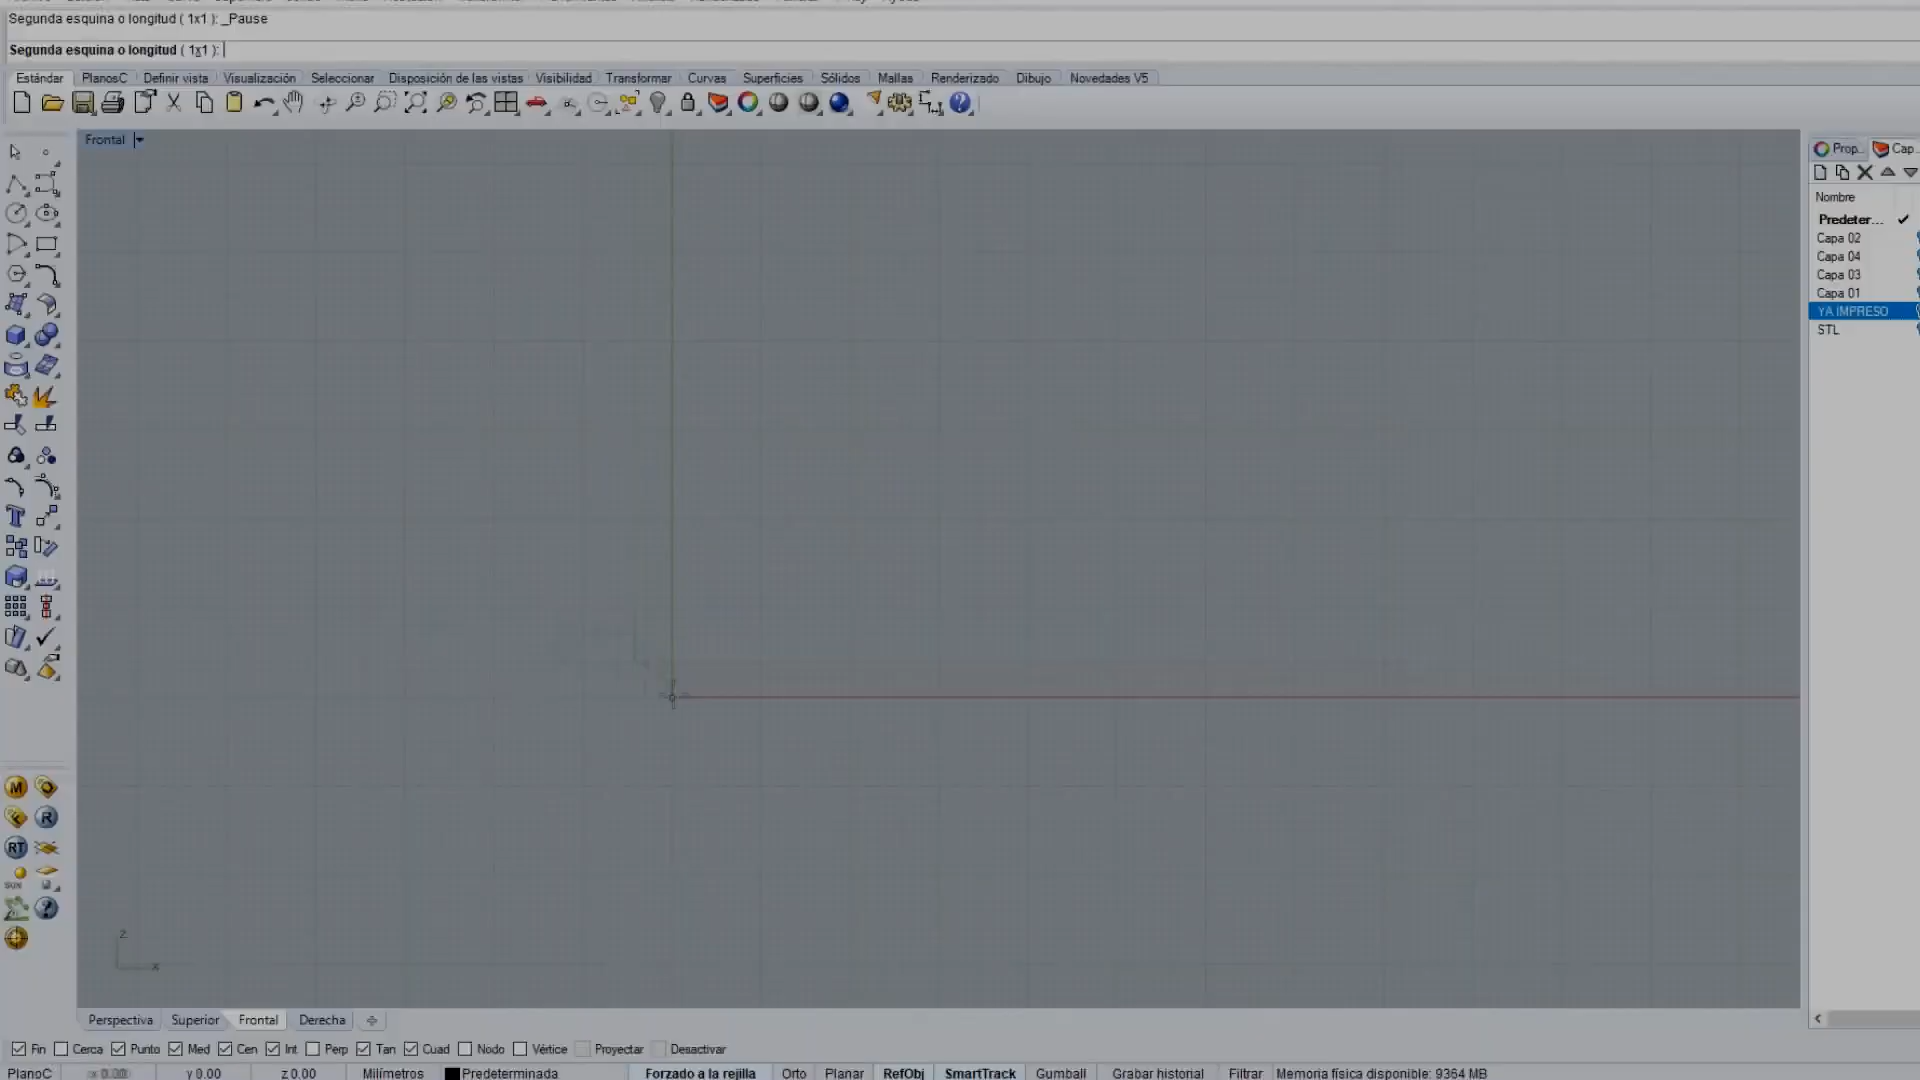 Segunda esquina o longitud ( 1x1 ): _Pause
Segunda esquina o longitud ( 1x1 ):
Estándar PlanosC Definir vista Visualización Seleccionar Disposición de las vistas Visibilidad Transformar Curvas Superficies Sólidos Mallas Renderizado Dibujo Novedades V5
Frontal
Prop... Cap...
Nombre
Predeter...
Capa 02
Capa 04
Capa 03
Capa 01
YA IMPRESO
STL
M
R
RT
SUN
z
x
Perspectiva Superior Frontal Derecha
Fin Cerca Punto Med Cen Int Perp Tan Cuad Nodo Vértice Proyectar Desactivar
PlanoC x 0.00 y 0.00 z 0.00 Milímetros Predeterminada Forzado a la rejilla Orto Planar RefObj SmartTrack Gumball Grabar historial Filtrar Memoria física disponible: 9364 MB